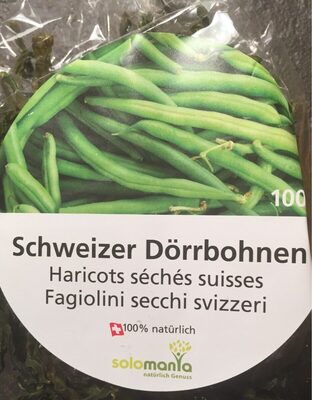 100
Schweizer Dörrbohnen
Haricots séchés suisses
Fagiolini secchi svizzeri
100% natürlich
solomania
natürlich Genuss